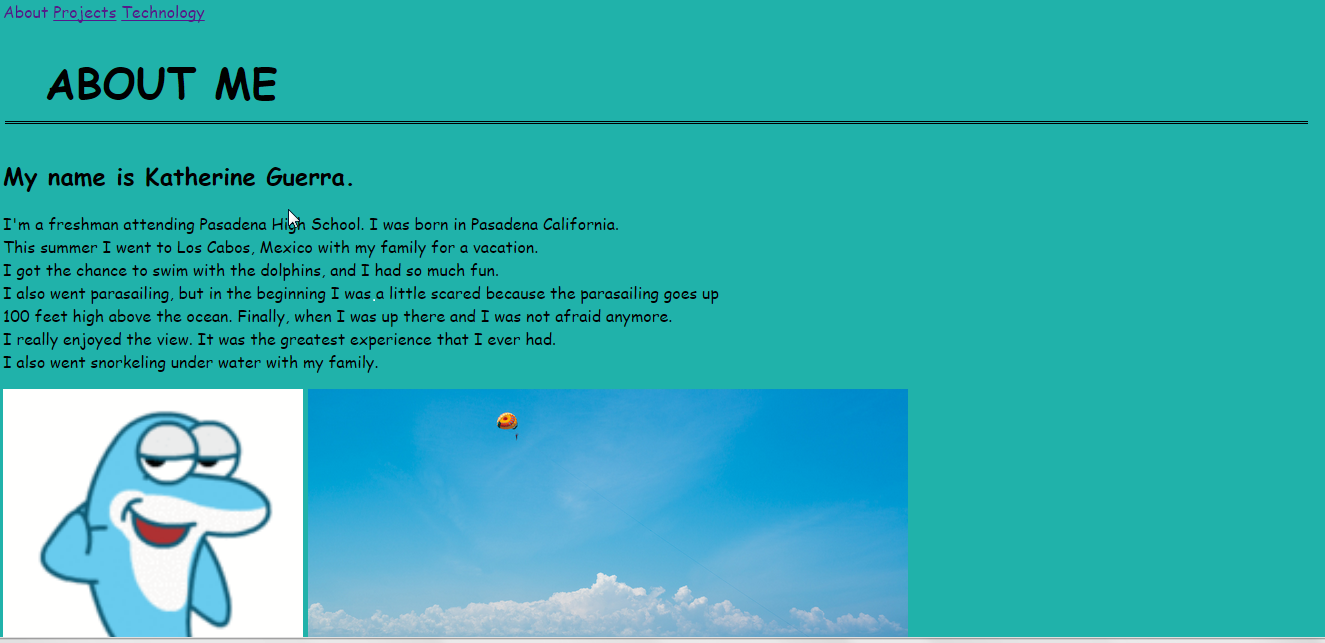 About Projects Technology
ABOUT ME
My name is Katherine Guerra.
I'm a freshman attending Pasadena High School. I was born in Pasadena California.
This summer I went to Los Cabos, Mexico with my family for a vacation.
I got the chance to swim with the dolphins, and I had so much fun.
I also went parasailing, but in the beginning I was a little scared because the parasailing goes up
100 feet high above the ocean. Finally, when I was up there and I was not afraid anymore.
I really enjoyed the view. It was the greatest experience that I ever had.
I also went snorkeling under water with my family.